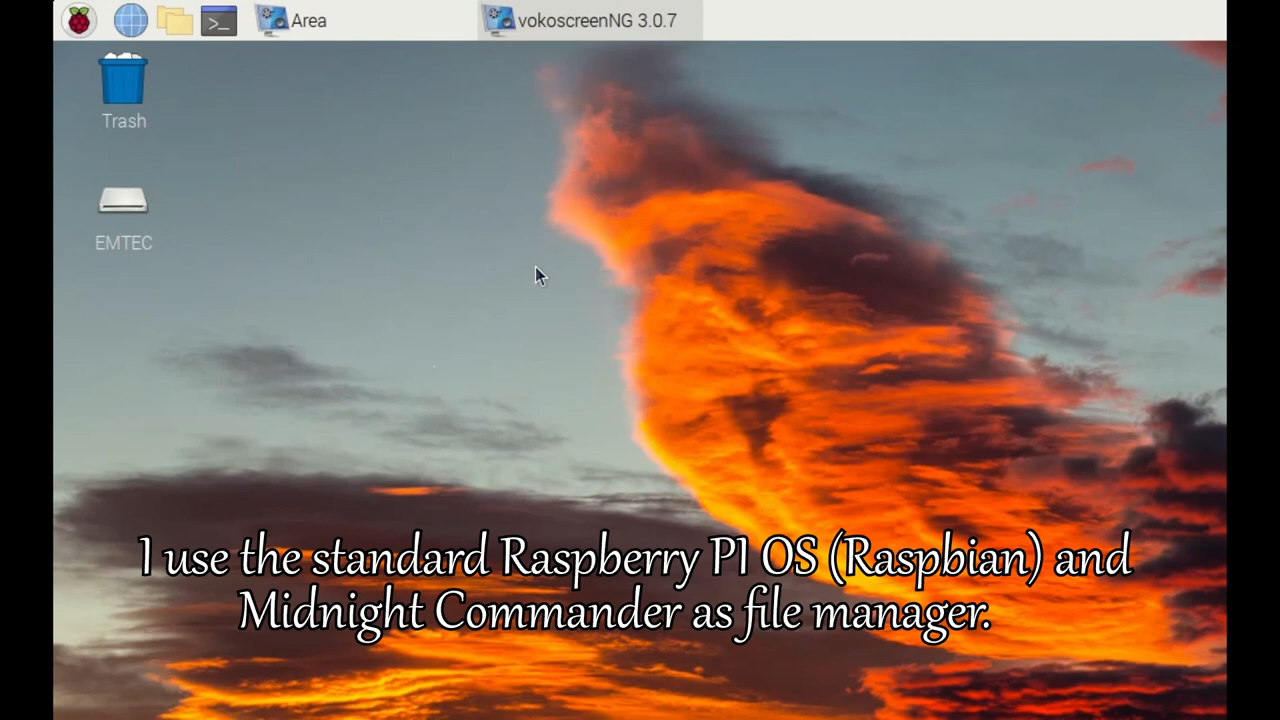 Area
vokoscreenNG 3.0.7
Trash
EMTEC
I use the standard Raspberry PI OS (Raspbian) and
Midnight Commander as file manager.